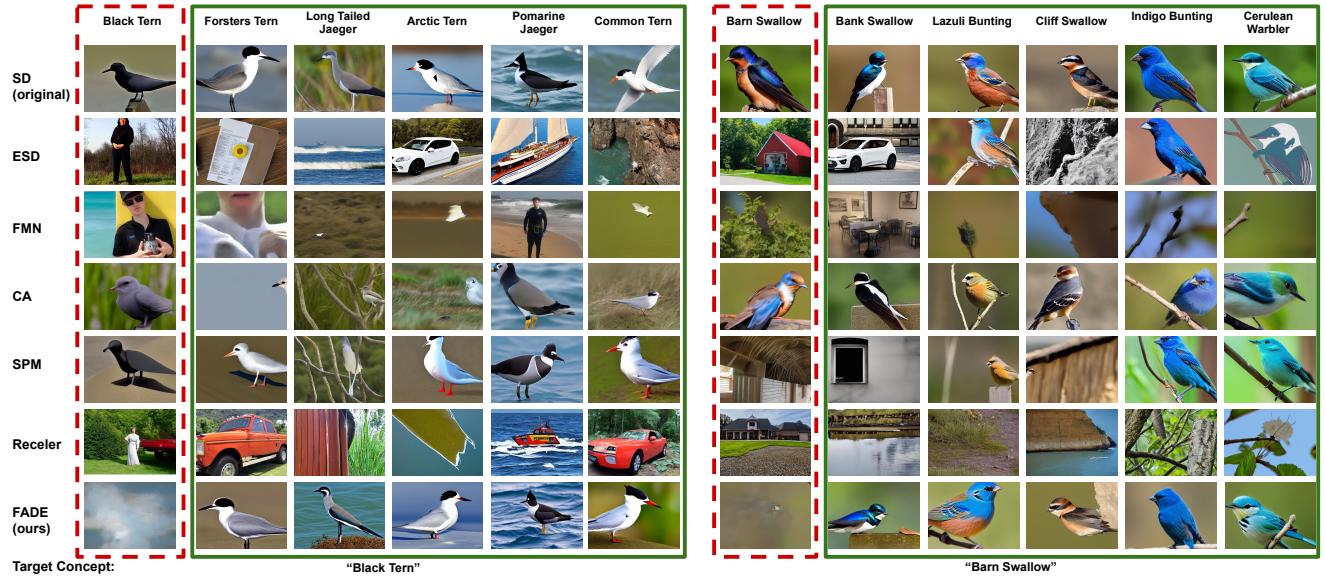 Black Tern
Forsters Tern
Long Tailed
Jaeger
Arctic Tern
Pomarine
Jaeger
Common Tern
Barn Swallow
Bank Swallow
Lazuli Bunting
Cliff Swallow
Indigo Bunting
Cerulean
Warbler
SD
(original)
ESD
FMN
CA
SPM
Receler
FADE
(ours)
Target Concept:
"Black Tern"
"Barn Swallow"